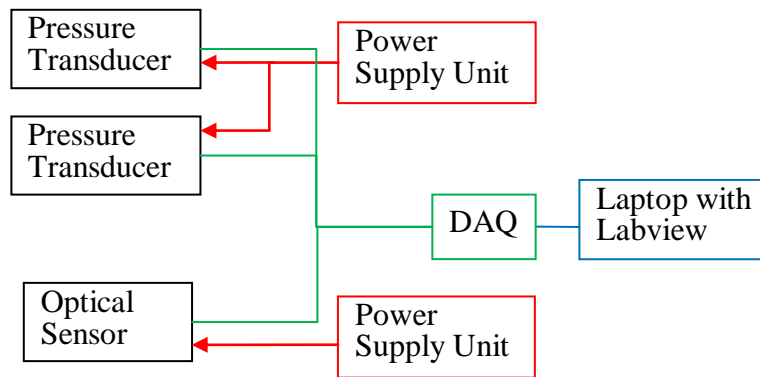 Pressure
Transducer
Power
Supply Unit
Pressure
Transducer
DAQ
Laptop with
Labview
Optical
Sensor
Power
Supply Unit